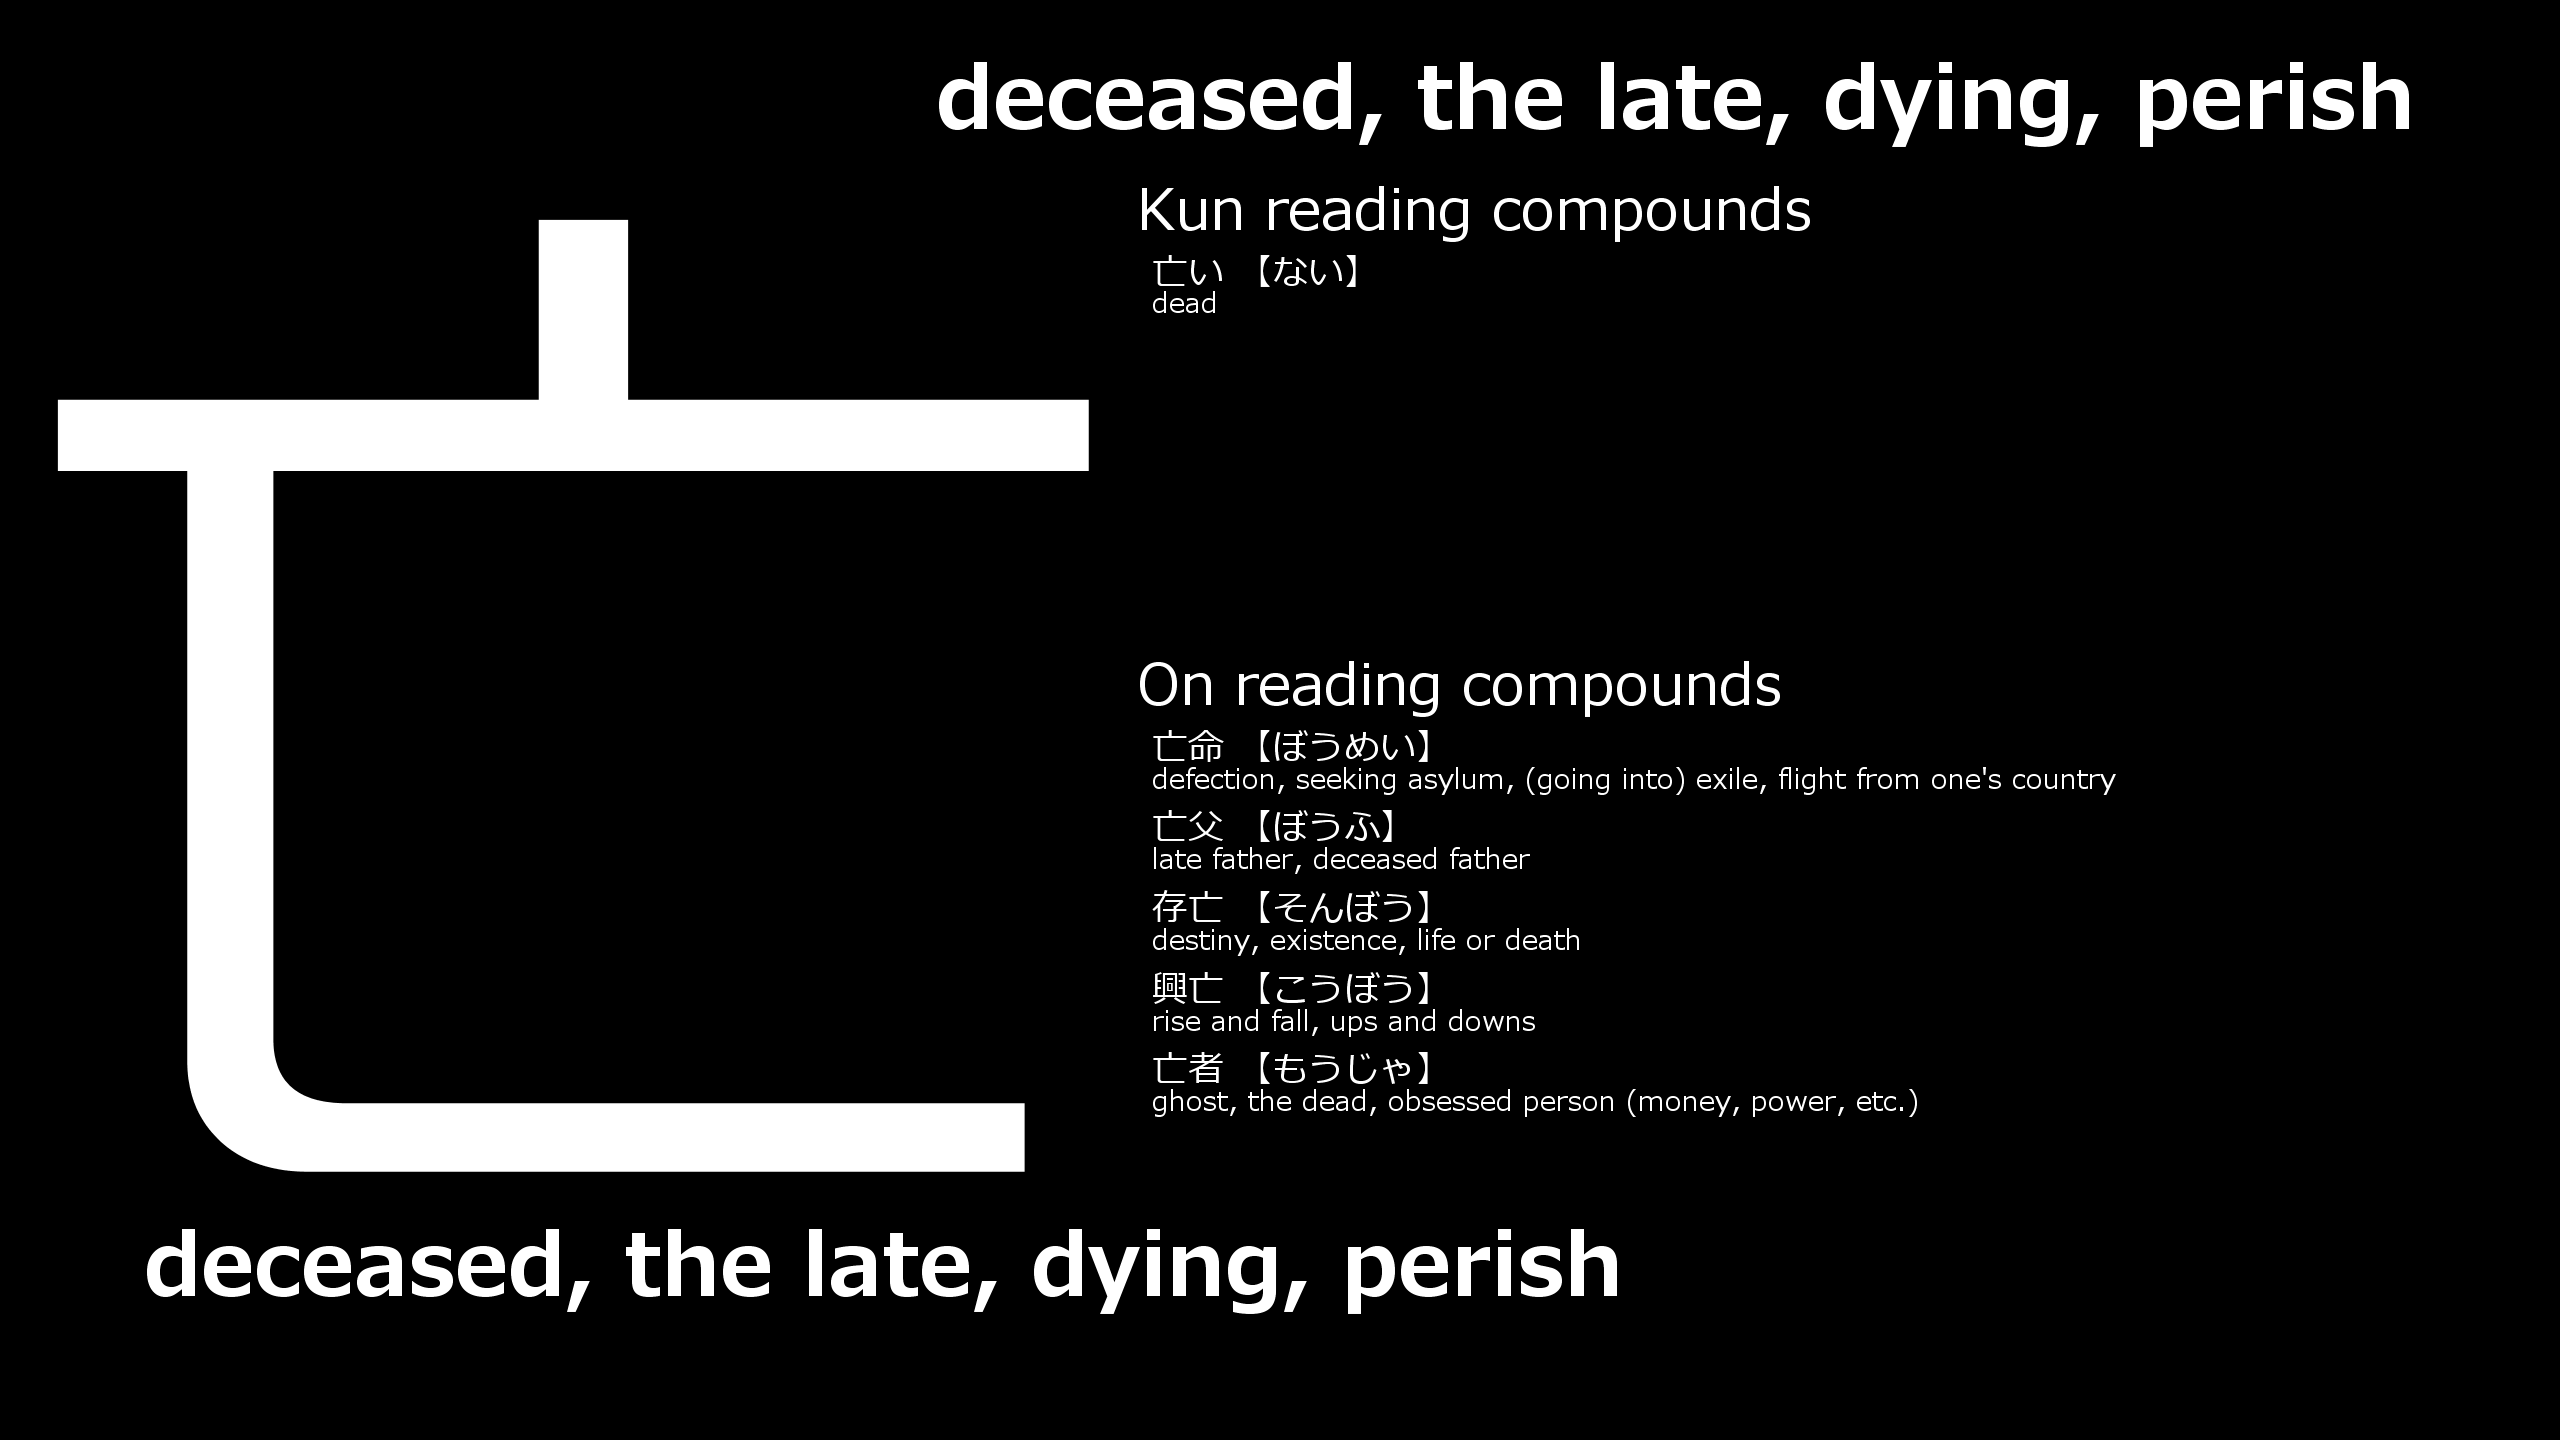 deceased, the late, dying, perish
亡
Kun reading compounds
亡い 【ない】
dead
On reading compounds
亡命 【ぼうめい】
defection, seeking asylum, (going into) exile, flight from one's country
亡父 【ぼうふ】
late father, deceased father
存亡 【そんぼう】
destiny, existence, life or death
興亡 【こうぼう】
rise and fall, ups and downs
亡者 【もうじゃ】
ghost, the dead, obsessed person (money, power, etc.)
deceased, the late, dying, perish